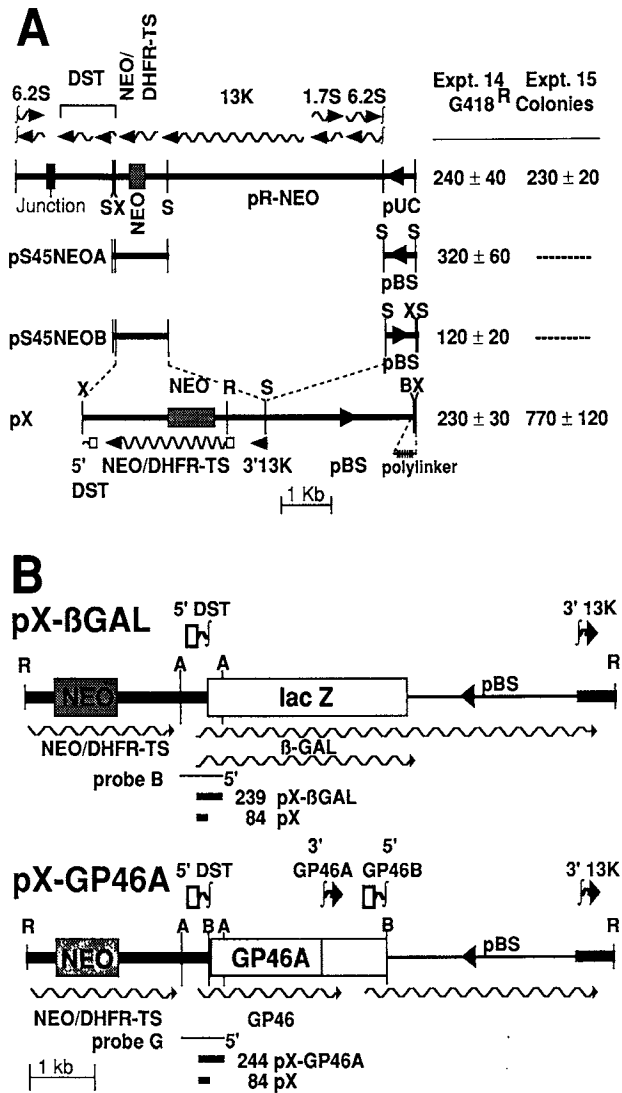 A
6.2S DST NEO/DHFR-TS 13K 1.7S 6.2S
Expt. 14 Expt. 15
G418 R Colonies
Junction SX NEO S pR-NEO pUC 240 ± 40 230 ± 20
S S
pS45NEOA pBS 320 ± 60 --------
S XS
pS45NEOB pBS 120 ± 20 --------
X NEO R S BX
pX 230 ± 30 770 ± 120
5' DST NEO/DHFR-TS 3'13K pBS polylinker
1 Kb
B
pX-ßGAL
5' DST 3' 13K
R A A R
NEO lac Z pBS
NEO/DHFR-TS ß-GAL
probe B 5'
239 pX-ßGAL
84 pX
pX-GP46A
5' DST 3' GP46A 5' GP46B 3' 13K
R A B A B R
NEO GP46A pBS
NEO/DHFR-TS GP46
probe G 5'
244 pX-GP46A
84 pX
1 kb